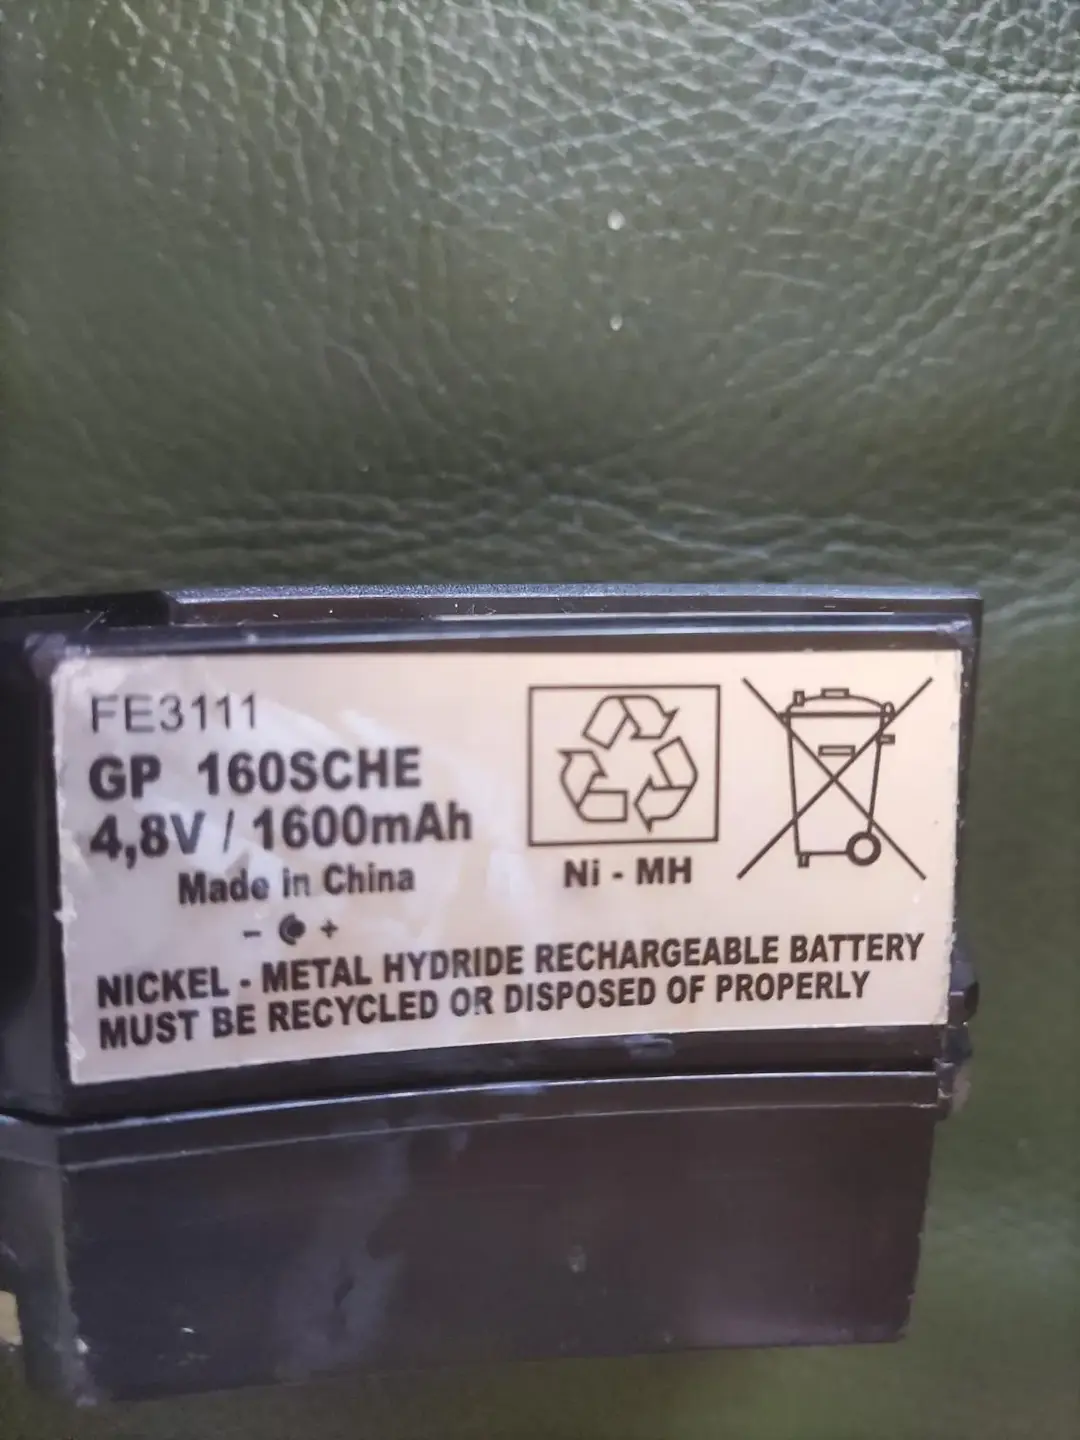 FE3111
GP 160SCHE
4,8V / 1600mAh
Made in China
- +
Ni - MH
NICKEL - METAL HYDRIDE RECHARGEABLE BATTERY
MUST BE RECYCLED OR DISPOSED OF PROPERLY